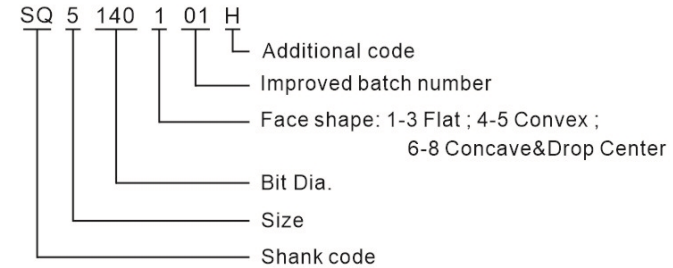 SQ 5 140 1 01 H
Additional code
Improved batch number
Face shape: 1-3 Flat ; 4-5 Convex ;
6-8 Concave&Drop Center
Bit Dia.
Size
Shank code